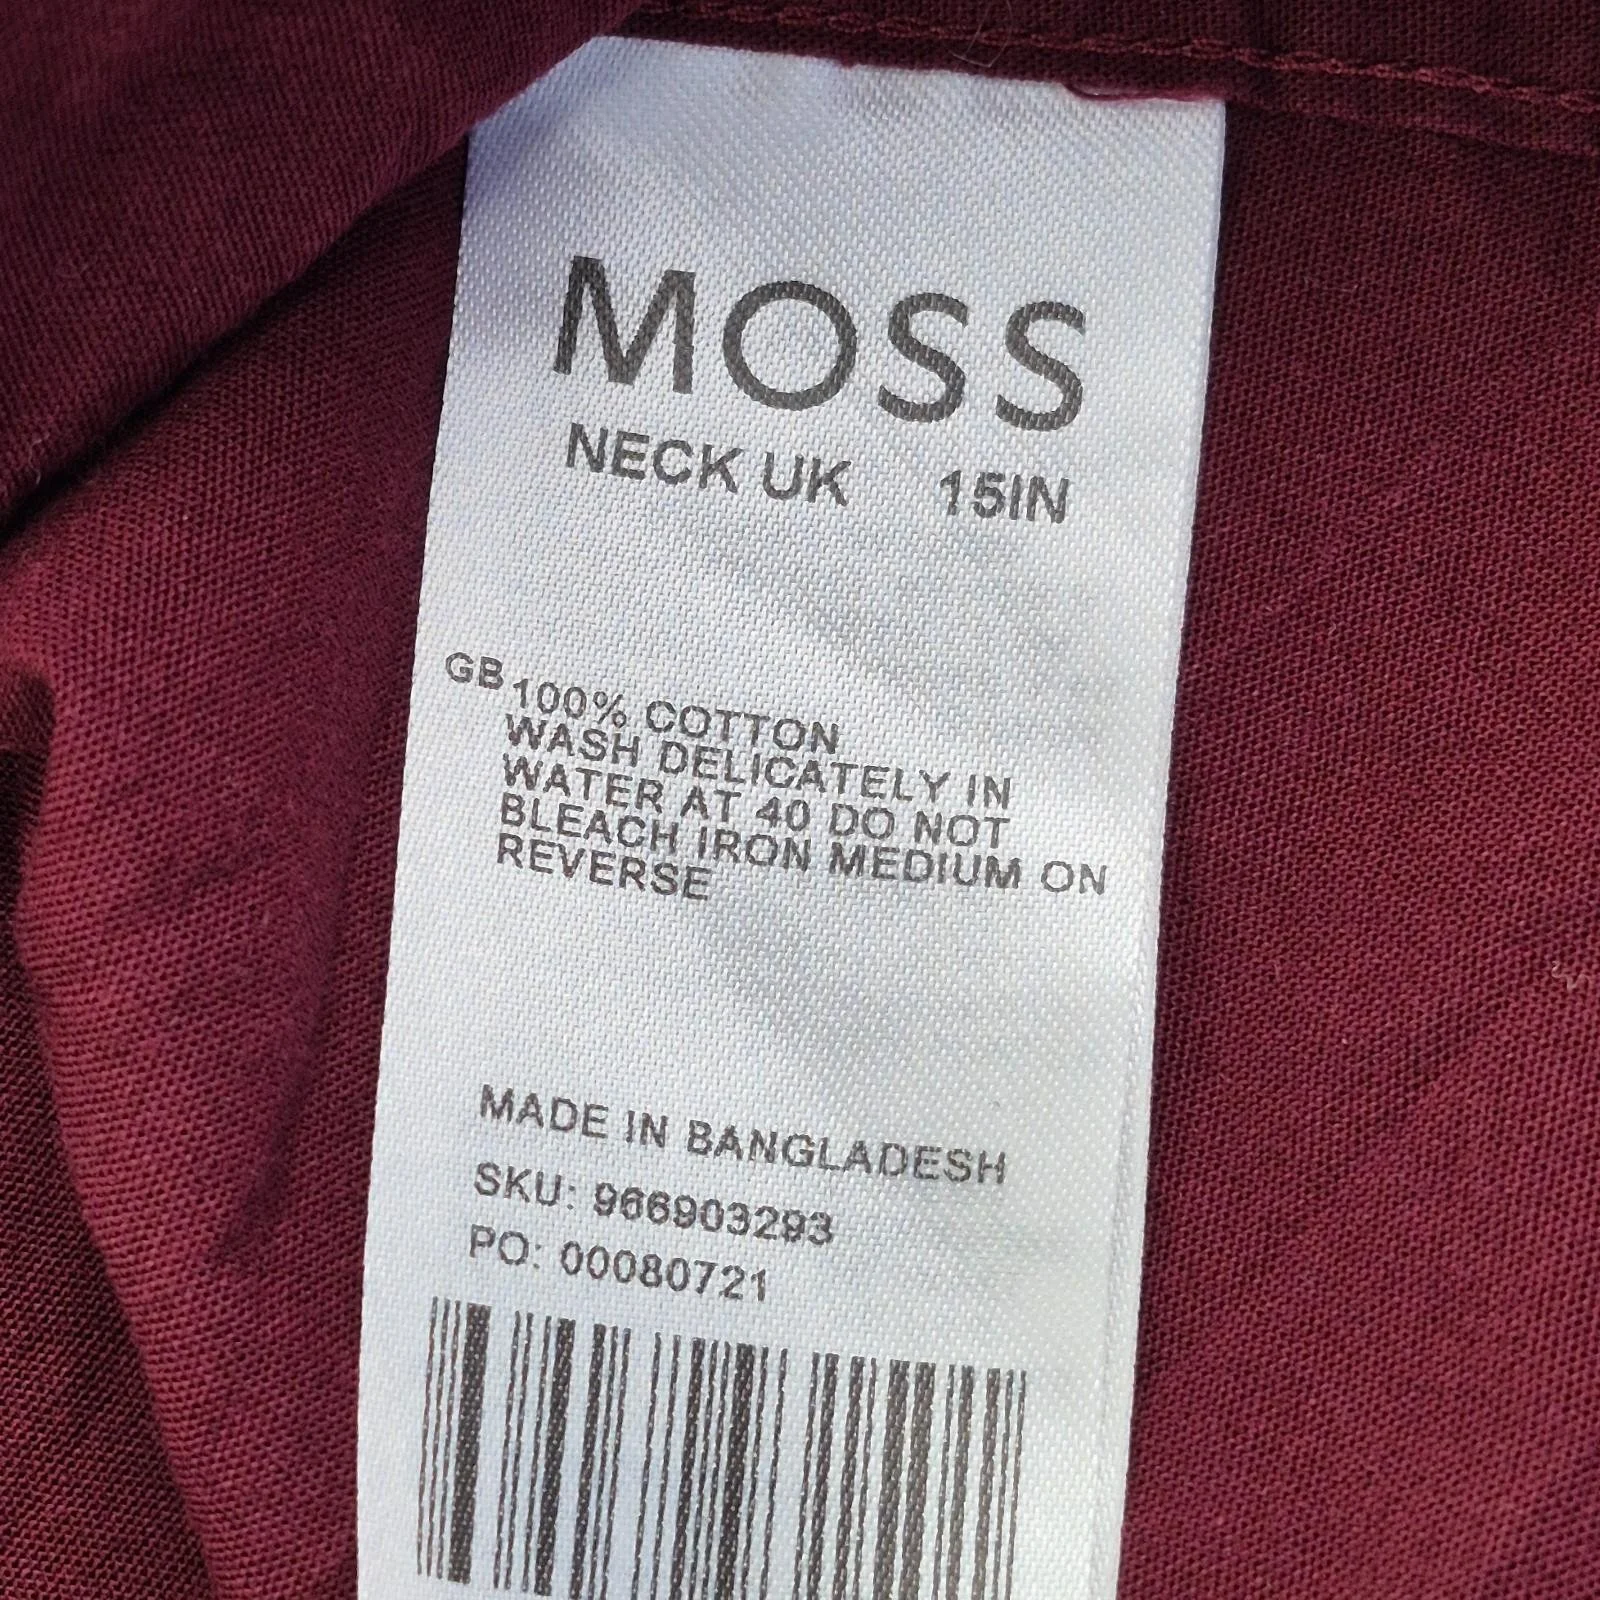 MOSS
NECK UK 15IN
GB 100% COTTON
WASH DELICATELY IN
WATER AT 40 DO NOT
BLEACH IRON MEDIUM ON
REVERSE
MADE IN BANGLADESH
SKU: 966903293
PO: 00080721